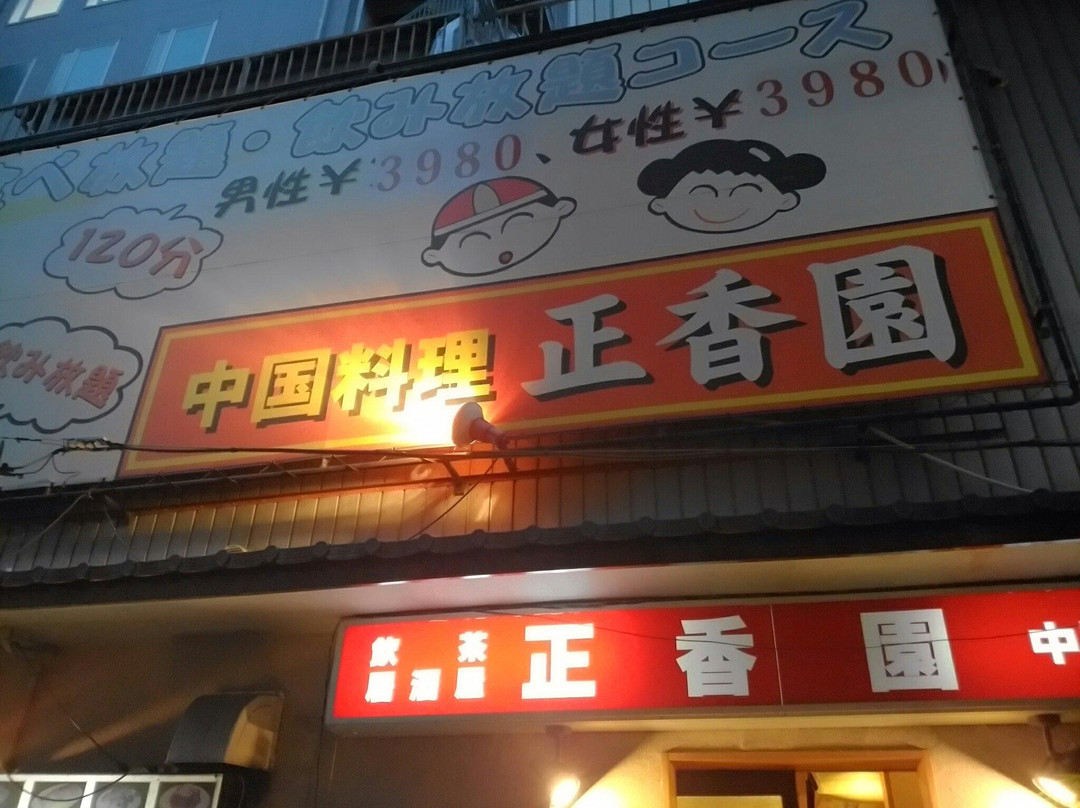 べ放題・飲み放題コース
男性¥3980、女性¥3980
120分
飲み放題
中国料理 正香園
飲茶
居酒屋
正香園 中